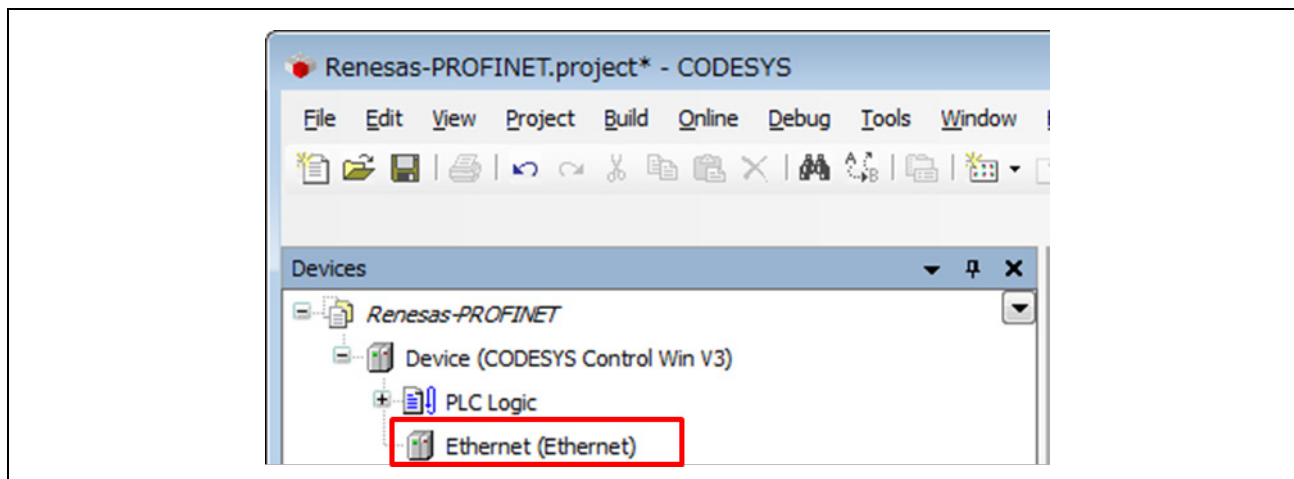 Renesas-PROFINET.project* - CODESYS
File Edit View Project Build Online Debug Tools Window
Devices
Renesas-PROFINET
Device (CODESYS Control Win V3)
PLC Logic
Ethernet (Ethernet)